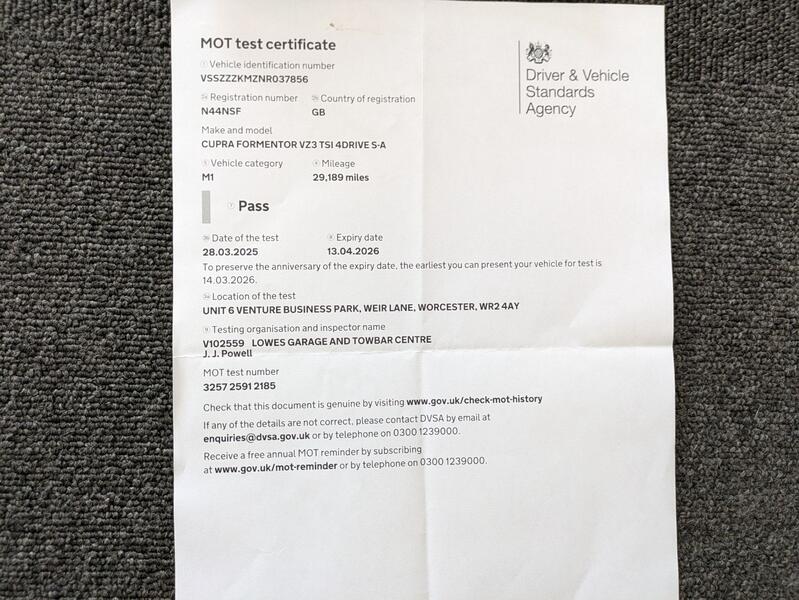 MOT test certificate
Driver & Vehicle
Standards
Agency
Vehicle identification number
VSSZZZKMZNR037856
Registration number Country of registration
N44NSF GB
Make and model
CUPRA FORMENTOR VZ3 TSI 4DRIVE S-A
Vehicle category Mileage
M1 29,189 miles
Pass
Date of the test Expiry date
28.03.2025 13.04.2026
To preserve the anniversary of the expiry date, the earliest you can present your vehicle for test is
14.03.2026.
Location of the test
UNIT 6 VENTURE BUSINESS PARK, WEIR LANE, WORCESTER, WR2 4AY
Testing organisation and inspector name
V102559 LOWES GARAGE AND TOWBAR CENTRE
J. J. Powell
MOT test number
3257 2591 2185
Check that this document is genuine by visiting www.gov.uk/check-mot-history
If any of the details are not correct, please contact DVSA by email at
enquiries@dvsa.gov.uk or by telephone on 0300 1239000.
Receive a free annual MOT reminder by subscribing
at www.gov.uk/mot-reminder or by telephone on 0300 1239000.